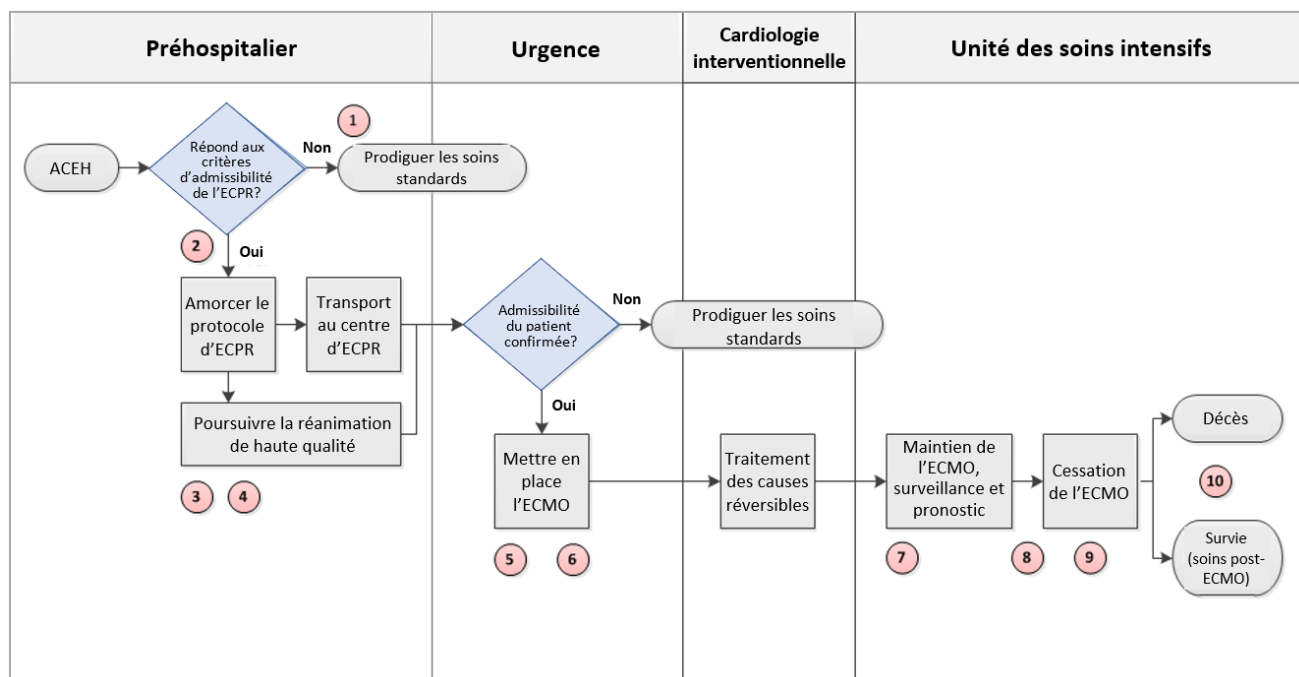 Préhospitalier
Urgence
Cardiologie
interventionnelle
Unité des soins intensifs
ACEH
Répond aux
critères
d'admissibilité
de l'ECPR?
Non
1
Prodiguer les soins
standards
2
Oui
Amorcer le
protocole
d'ECPR
Transport
au centre
d'ECPR
Poursuivre la réanimation
de haute qualité
3
4
Admissibilité
du patient
confirmée?
Non
Prodiguer les soins
standards
Oui
Mettre en
place
l'ECMO
5
6
Traitement
des causes
réversibles
Maintien de
l'ECMO,
surveillance et
pronostic
7
8
Cessation
de l'ECMO
9
Décès
10
Survie
(soins post-
ECMO)